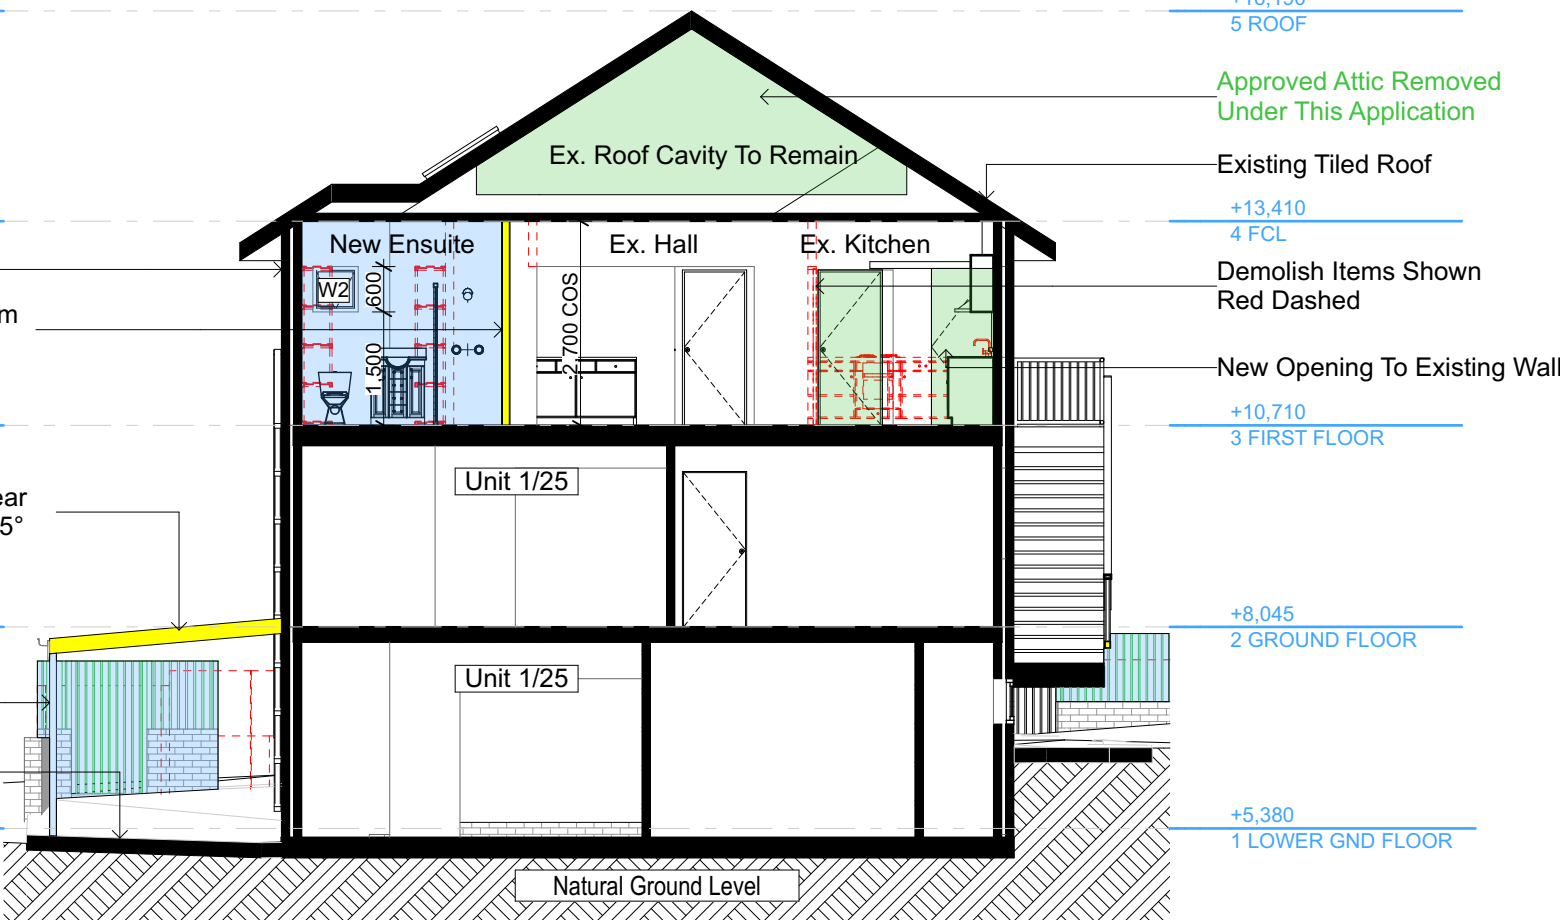 5 ROOF
Approved Attic Removed
Under This Application
Ex. Roof Cavity To Remain
Existing Tiled Roof
+13,410
4 FCL
New Ensuite
Ex. Hall
Ex. Kitchen
Demolish Items Shown
Red Dashed
W2
600
2,700 COS
m
1,500
New Opening To Existing Wall
+10,710
3 FIRST FLOOR
Unit 1/25
ear
5°
+8,045
2 GROUND FLOOR
Unit 1/25
+5,380
1 LOWER GND FLOOR
Natural Ground Level